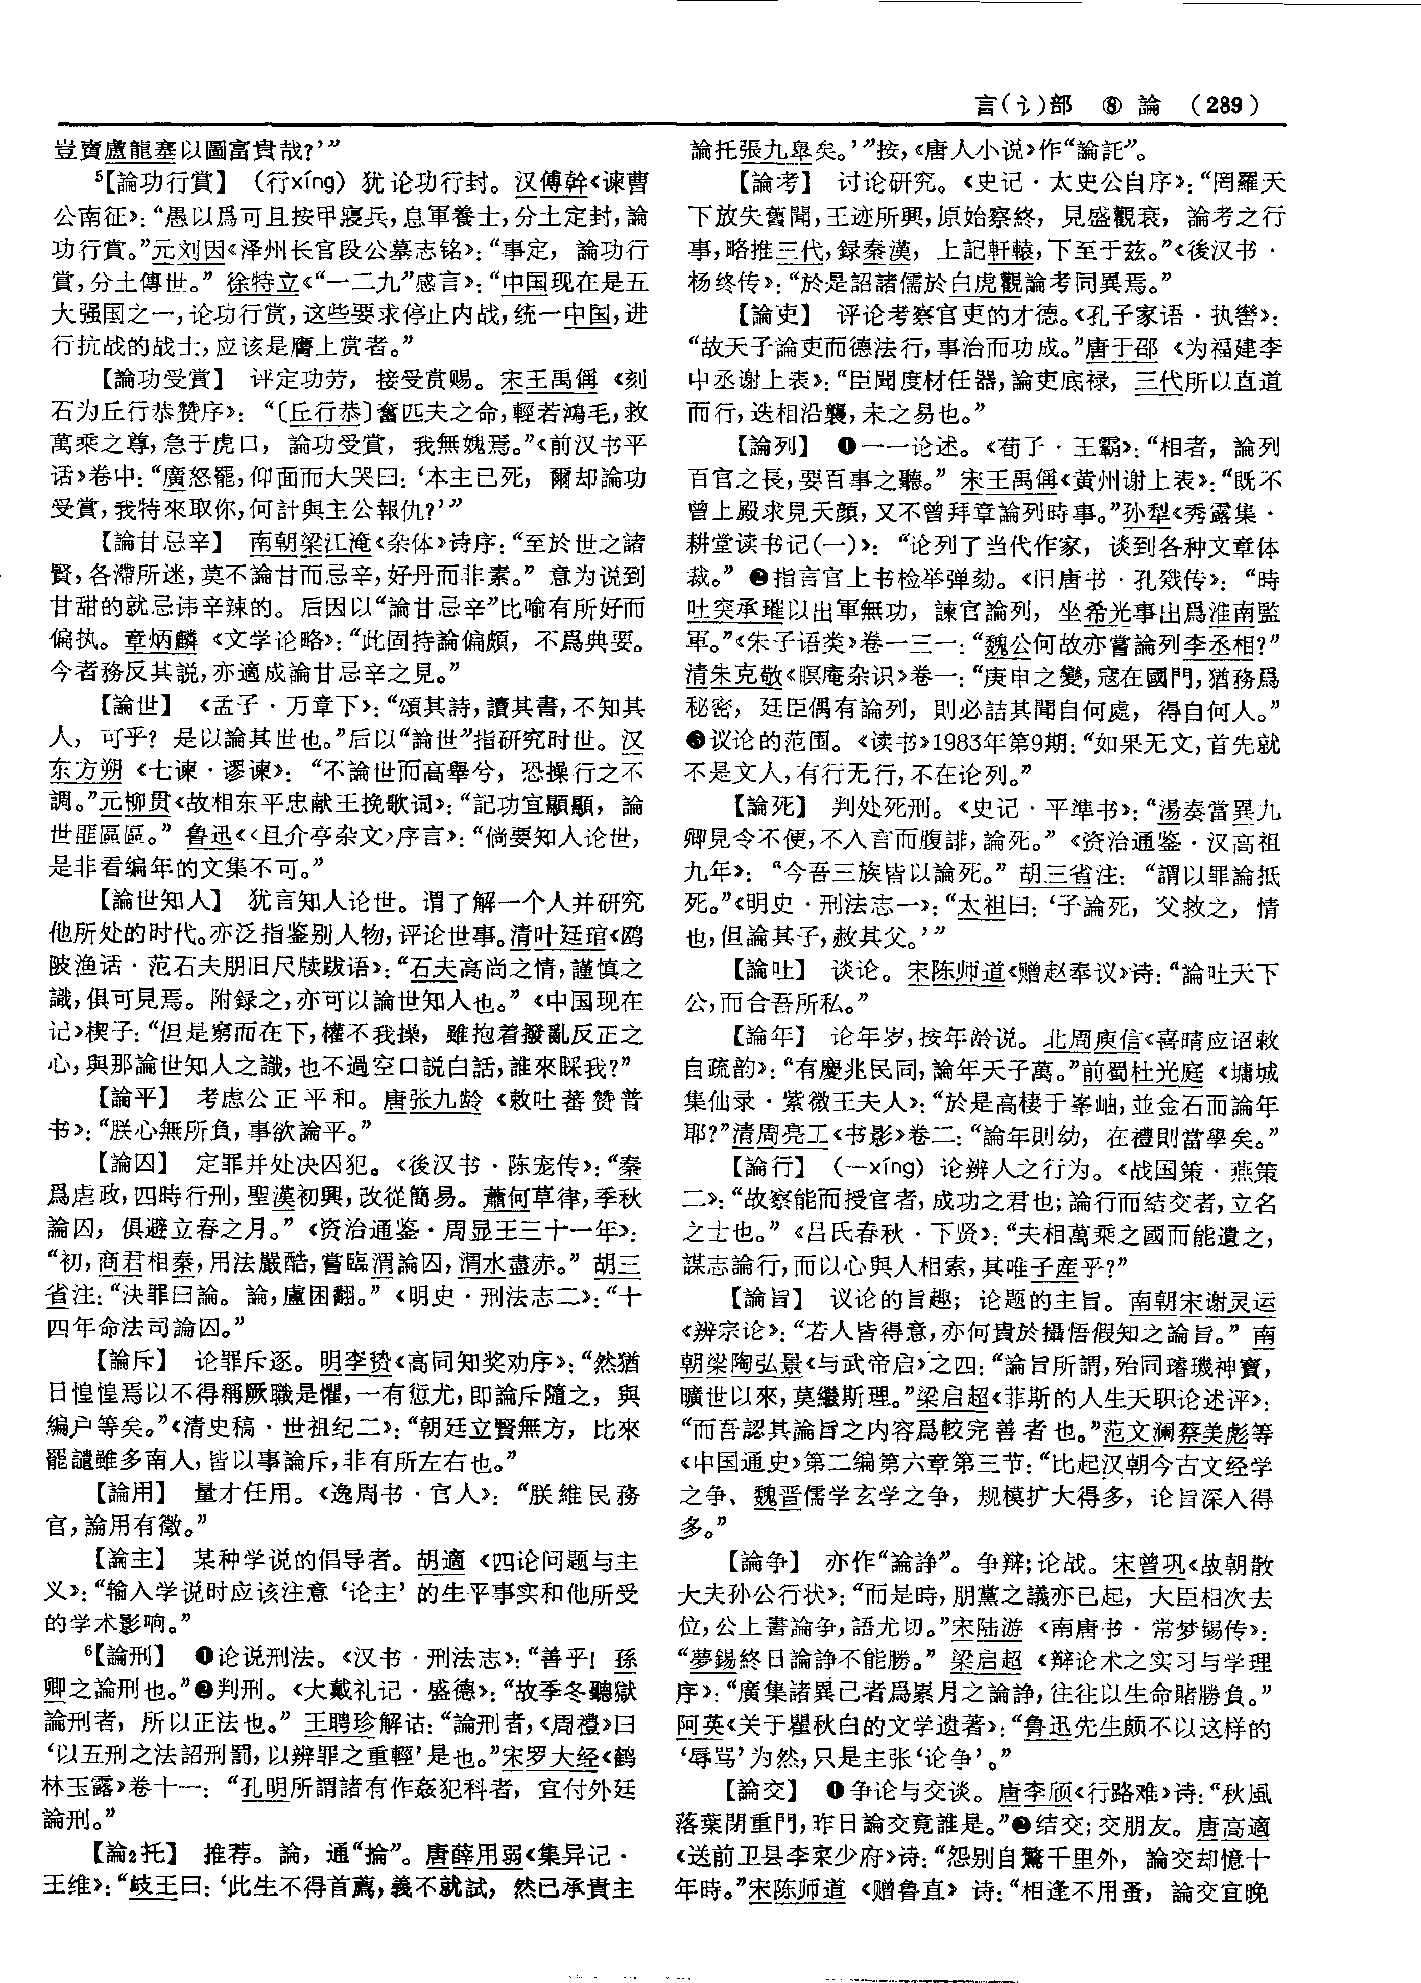 言(讠)部 ⑧ 論 (289)
豈賣盧龍塞以圖富貴哉?’”
⁵【論功行賞】 (行xíng) 犹论功行封。汉傅幹《谏曹
公南征》:“愚以爲可且按甲寢兵,息軍養士,分土定封,論
功行賞。”元刘因《泽州长官段公墓志铭》:“事定,論功行
賞,分土傳世。” 徐特立《“一二九”感言》:“中国现在是五
大强国之一,论功行赏,这些要求停止内战,统一中国,进
行抗战的战士,应该是膺上赏者。”
【論功受賞】 评定功劳,接受赏赐。宋王禹偁《刻
石为丘行恭赞序》:“〔丘行恭〕奮匹夫之命,輕若鴻毛,救
萬乘之尊,急于虎口,論功受賞,我無媿焉。”《前汉书平
话》卷中:“廣怒罷,仰面而大哭曰:‘本主已死,爾却論功
受賞,我特來取你,何計與主公報仇?’”
【論甘忌辛】 南朝梁江淹《杂体》诗序:“至於世之諸
賢,各滯所迷,莫不論甘而忌辛,好丹而非素。”意为说到
甘甜的就忌讳辛辣的。后因以“論甘忌辛”比喻有所好而
偏执。章炳麟《文学论略》:“此固持論偏頗,不爲典要。
今者務反其説,亦適成論甘忌辛之見。”
【論世】 《孟子·万章下》:“頌其詩,讀其書,不知其
人,可乎? 是以論其世也。”后以“論世”指研究时世。汉
东方朔《七谏·谬谏》:“不論世而高舉兮,恐操行之不
調。”元柳贯《故相东平忠献王挽歌词》:“記功宜顯顯,論
世匪區區。” 鲁迅《〈且介亭杂文〉序言》:“倘要知人论世,
是非看编年的文集不可。”
【論世知人】 犹言知人论世。谓了解一个人并研究
他所处的时代。亦泛指鉴别人物,评论世事。清叶廷琯《鸥
陂渔话·范石夫朋旧尺牍跋语》:“石夫高尚之情,謹慎之
識,俱可見焉。附録之,亦可以論世知人也。”《中国现在
记》楔子:“但是窮而在下,權不我操,雖抱着撥亂反正之
心,與那論世知人之識,也不過空口説白話,誰來睬我?”
【論平】 考虑公正平和。唐张九龄《敕吐蕃赞普
书》:“朕心無所負,事欲論平。”
【論囚】 定罪并处决囚犯。《後汉书·陈宠传》:“秦
爲虐政,四時行刑,聖漢初興,改從簡易。蕭何草律,季秋
論囚,俱避立春之月。”《资治通鉴·周显王三十一年》:
“初,商君相秦,用法嚴酷,嘗臨渭論囚,渭水盡赤。”胡三
省注:“決罪曰論。論,盧困翻。”《明史·刑法志二》:“十
四年命法司論囚。”
【論斥】 论罪斥逐。明李贽《高同知奖劝序》:“然猶
日惶惶焉以不得稱厥職是懼,一有愆尤,即論斥隨之,與
編户等矣。”《清史稿·世祖纪二》:“朝廷立賢無方,比來
罷譴雖多南人,皆以事論斥,非有所左右也。”
【論用】 量才任用。《逸周书·官人》:“朕維民務
官,論用有徵。”
【論主】 某种学说的倡导者。胡適《四论问题与主
义》:“输入学说时应该注意‘论主’的生平事实和他所受
的学术影响。”
⁶【論刑】 ❶论说刑法。《汉书·刑法志》:“善乎! 孫
卿之論刑也。”❷判刑。《大戴礼记·盛德》:“故季冬聽獄
論刑者,所以正法也。” 王聘珍解诂:“論刑者,《周禮》曰
‘以五刑之法詔刑罰,以辨罪之重輕’是也。”宋罗大经《鹤
林玉露》卷十一:“孔明所謂諸有作姦犯科者,宜付外廷
論刑。”
【論₂托】 推荐。論,通“掄”。唐薛用弱《集异记·
王维》:“岐王曰:‘此生不得首薦,義不就試,然已承貴主
論托張九皋矣。’”按,《唐人小说》作“論託”。
【論考】 讨论研究。《史记·太史公自序》:“罔羅天
下放失舊聞,王迹所興,原始察終,見盛觀衰,論考之行
事,略推三代,録秦漢,上記軒轅,下至于兹。”《後汉书·
杨终传》:“於是詔諸儒於白虎觀論考同異焉。”
【論吏】 评论考察官吏的才德。《孔子家语·执辔》:
“故天子論吏而德法行,事治而功成。”唐于邵《为福建李
中丞谢上表》:“臣聞度材任器,論吏底禄,三代所以直道
而行,迭相沿襲,未之易也。”
【論列】 ❶一一论述。《荀子·王霸》:“相者,論列
百官之長,要百事之聽。” 宋王禹偁《黄州谢上表》:“既不
曾上殿求見天顔,又不曾拜章論列時事。”孙犁《秀露集·
耕堂读书记(一)》:“论列了当代作家,谈到各种文章体
裁。” ❷指言官上书检举弹劾。《旧唐书·孔戣传》:“時
吐突承璀以出軍無功,諫官論列,坐希光事出爲淮南監
軍。”《朱子语类》卷一三一:“魏公何故亦嘗論列李丞相?”
清朱克敬《暝庵杂识》卷一:“庚申之變,寇在國門,猶務爲
秘密,廷臣偶有論列,則必詰其聞自何處,得自何人。”
❸议论的范围。《读书》1983年第9期:“如果无文,首先就
不是文人,有行无行,不在论列。”
【論死】 判处死刑。《史记·平準书》:“湯奏當異九
卿見令不便,不入言而腹誹,論死。”《资治通鉴·汉高祖
九年》:“今吾三族皆以論死。”胡三省注:“謂以罪論抵
死。”《明史·刑法志一》:“太祖曰:‘子論死,父救之,情
也,但論其子,赦其父。’”
【論吐】 谈论。宋陈师道《赠赵奉议》诗:“論吐天下
公,而合吾所私。”
【論年】 论年岁,按年龄说。北周庾信《喜晴应诏敕
自疏韵》:“有慶兆民同,論年天子萬。”前蜀杜光庭《墉城
集仙录·紫微王夫人》:“於是高棲于峯岫,並金石而論年
耶?”清周亮工《书影》卷二:“論年則幼,在禮則當學矣。”
【論行】 (—xíng) 论辨人之行为。《战国策·燕策
二》:“故察能而授官者,成功之君也;論行而結交者,立名
之士也。”《吕氏春秋·下贤》:“夫相萬乘之國而能遺之,
謀志論行,而以心與人相索,其唯子産乎?”
【論旨】 议论的旨趣;论题的主旨。南朝宋谢灵运
《辨宗论》:“若人皆得意,亦何貴於攝悟假知之論旨。”南
朝梁陶弘景《与武帝启》之四:“論旨所謂,殆同璿璣神寶,
曠世以來,莫繼斯理。”梁启超《菲斯的人生天职论述评》:
“而吾認其論旨之内容爲較完善者也。”范文澜蔡美彪等
《中国通史》第二编第六章第三节:“比起汉朝今古文经学
之争、魏晋儒学玄学之争,规模扩大得多,论旨深入得
多。”
【論争】 亦作“論諍”。争辩;论战。宋曾巩《故朝散
大夫孙公行状》:“而是時,朋黨之議亦已起,大臣相次去
位,公上書論争,語尤切。”宋陆游《南唐书·常梦锡传》:
“夢錫終日論諍不能勝。” 梁启超《辩论术之实习与学理
序》:“廣集諸異己者爲累月之論諍,往往以生命賭勝負。”
阿英《关于瞿秋白的文学遗著》:“鲁迅先生颇不以这样的
‘辱骂’为然,只是主张‘论争’。”
【論交】 ❶争论与交谈。唐李颀《行路难》诗:“秋風
落葉閉重門,昨日論交竟誰是。”❷结交;交朋友。唐高適
《送前卫县李寀少府》诗:“怨别自驚千里外,論交却憶十
年時。”宋陈师道《赠鲁直》诗:“相逢不用蚤,論交宜晚